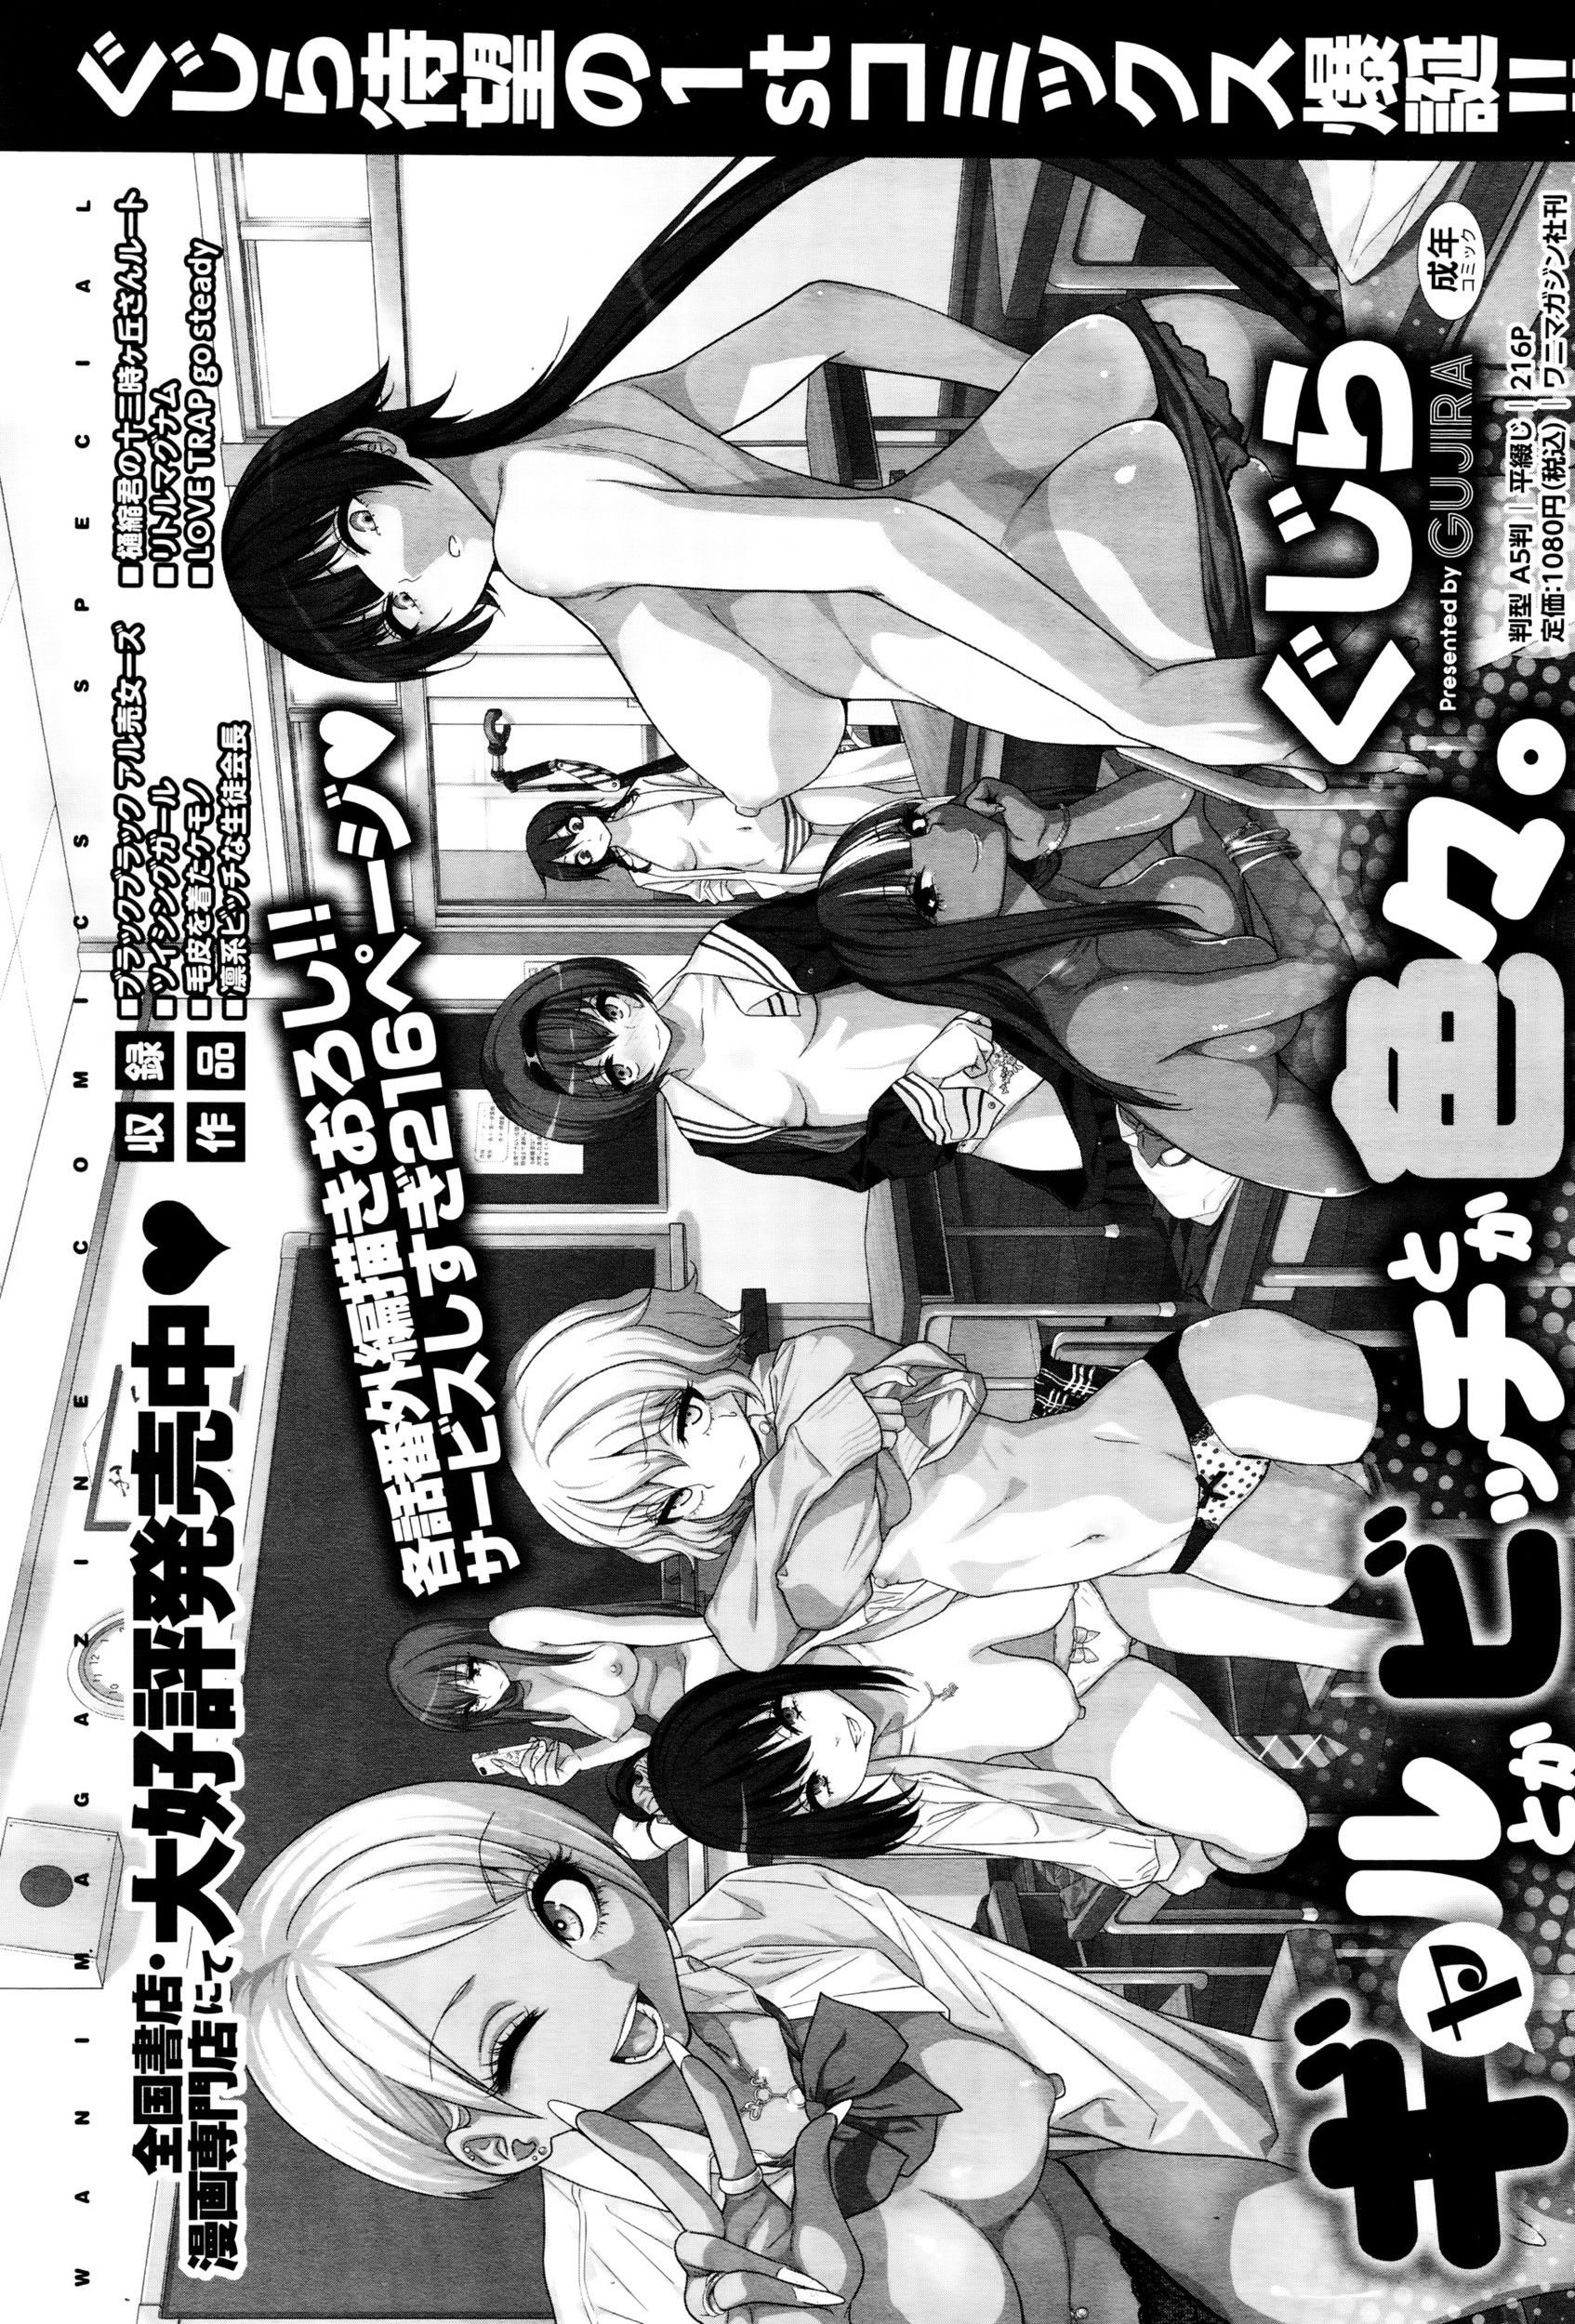 ぐじら待望の1stコミックス爆誕!!
WANIMAGAZINE COMICS SPECIAL
全国書店・漫画専門店にて
大好評発売中♥
収録作品
■ブラックブラックアル売女ーズ
■ツイシングガール
■毛皮を着たケモノ
■凛系ビッチな生徒会長
■樋縮君の十三時ヶ丘さんルート
■リトルマグナム
■LOVE TRAP go steady
各話番外編描きおろし!!
サービスしすぎ216ページ♥
ギャルとかビッチとか色々。
ぐじら
Presented by GUJIRA
成年コミック
判型 A5判｜平綴じ｜216P
定価:1080円(税込)｜ワニマガジン社刊